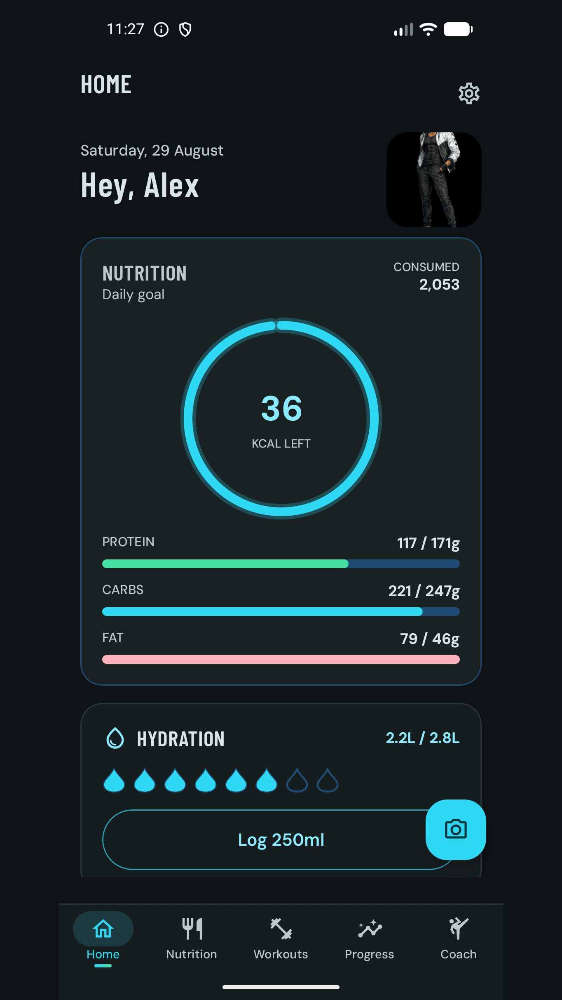 11:27
HOME
Saturday, 29 August
Hey, Alex
NUTRITION
Daily goal
CONSUMED
2,053
36
KCAL LEFT
PROTEIN
117 / 171g
CARBS
221 / 247g
FAT
79 / 46g
HYDRATION
2.2L / 2.8L
Log 250ml
Home
Nutrition
Workouts
Progress
Coach